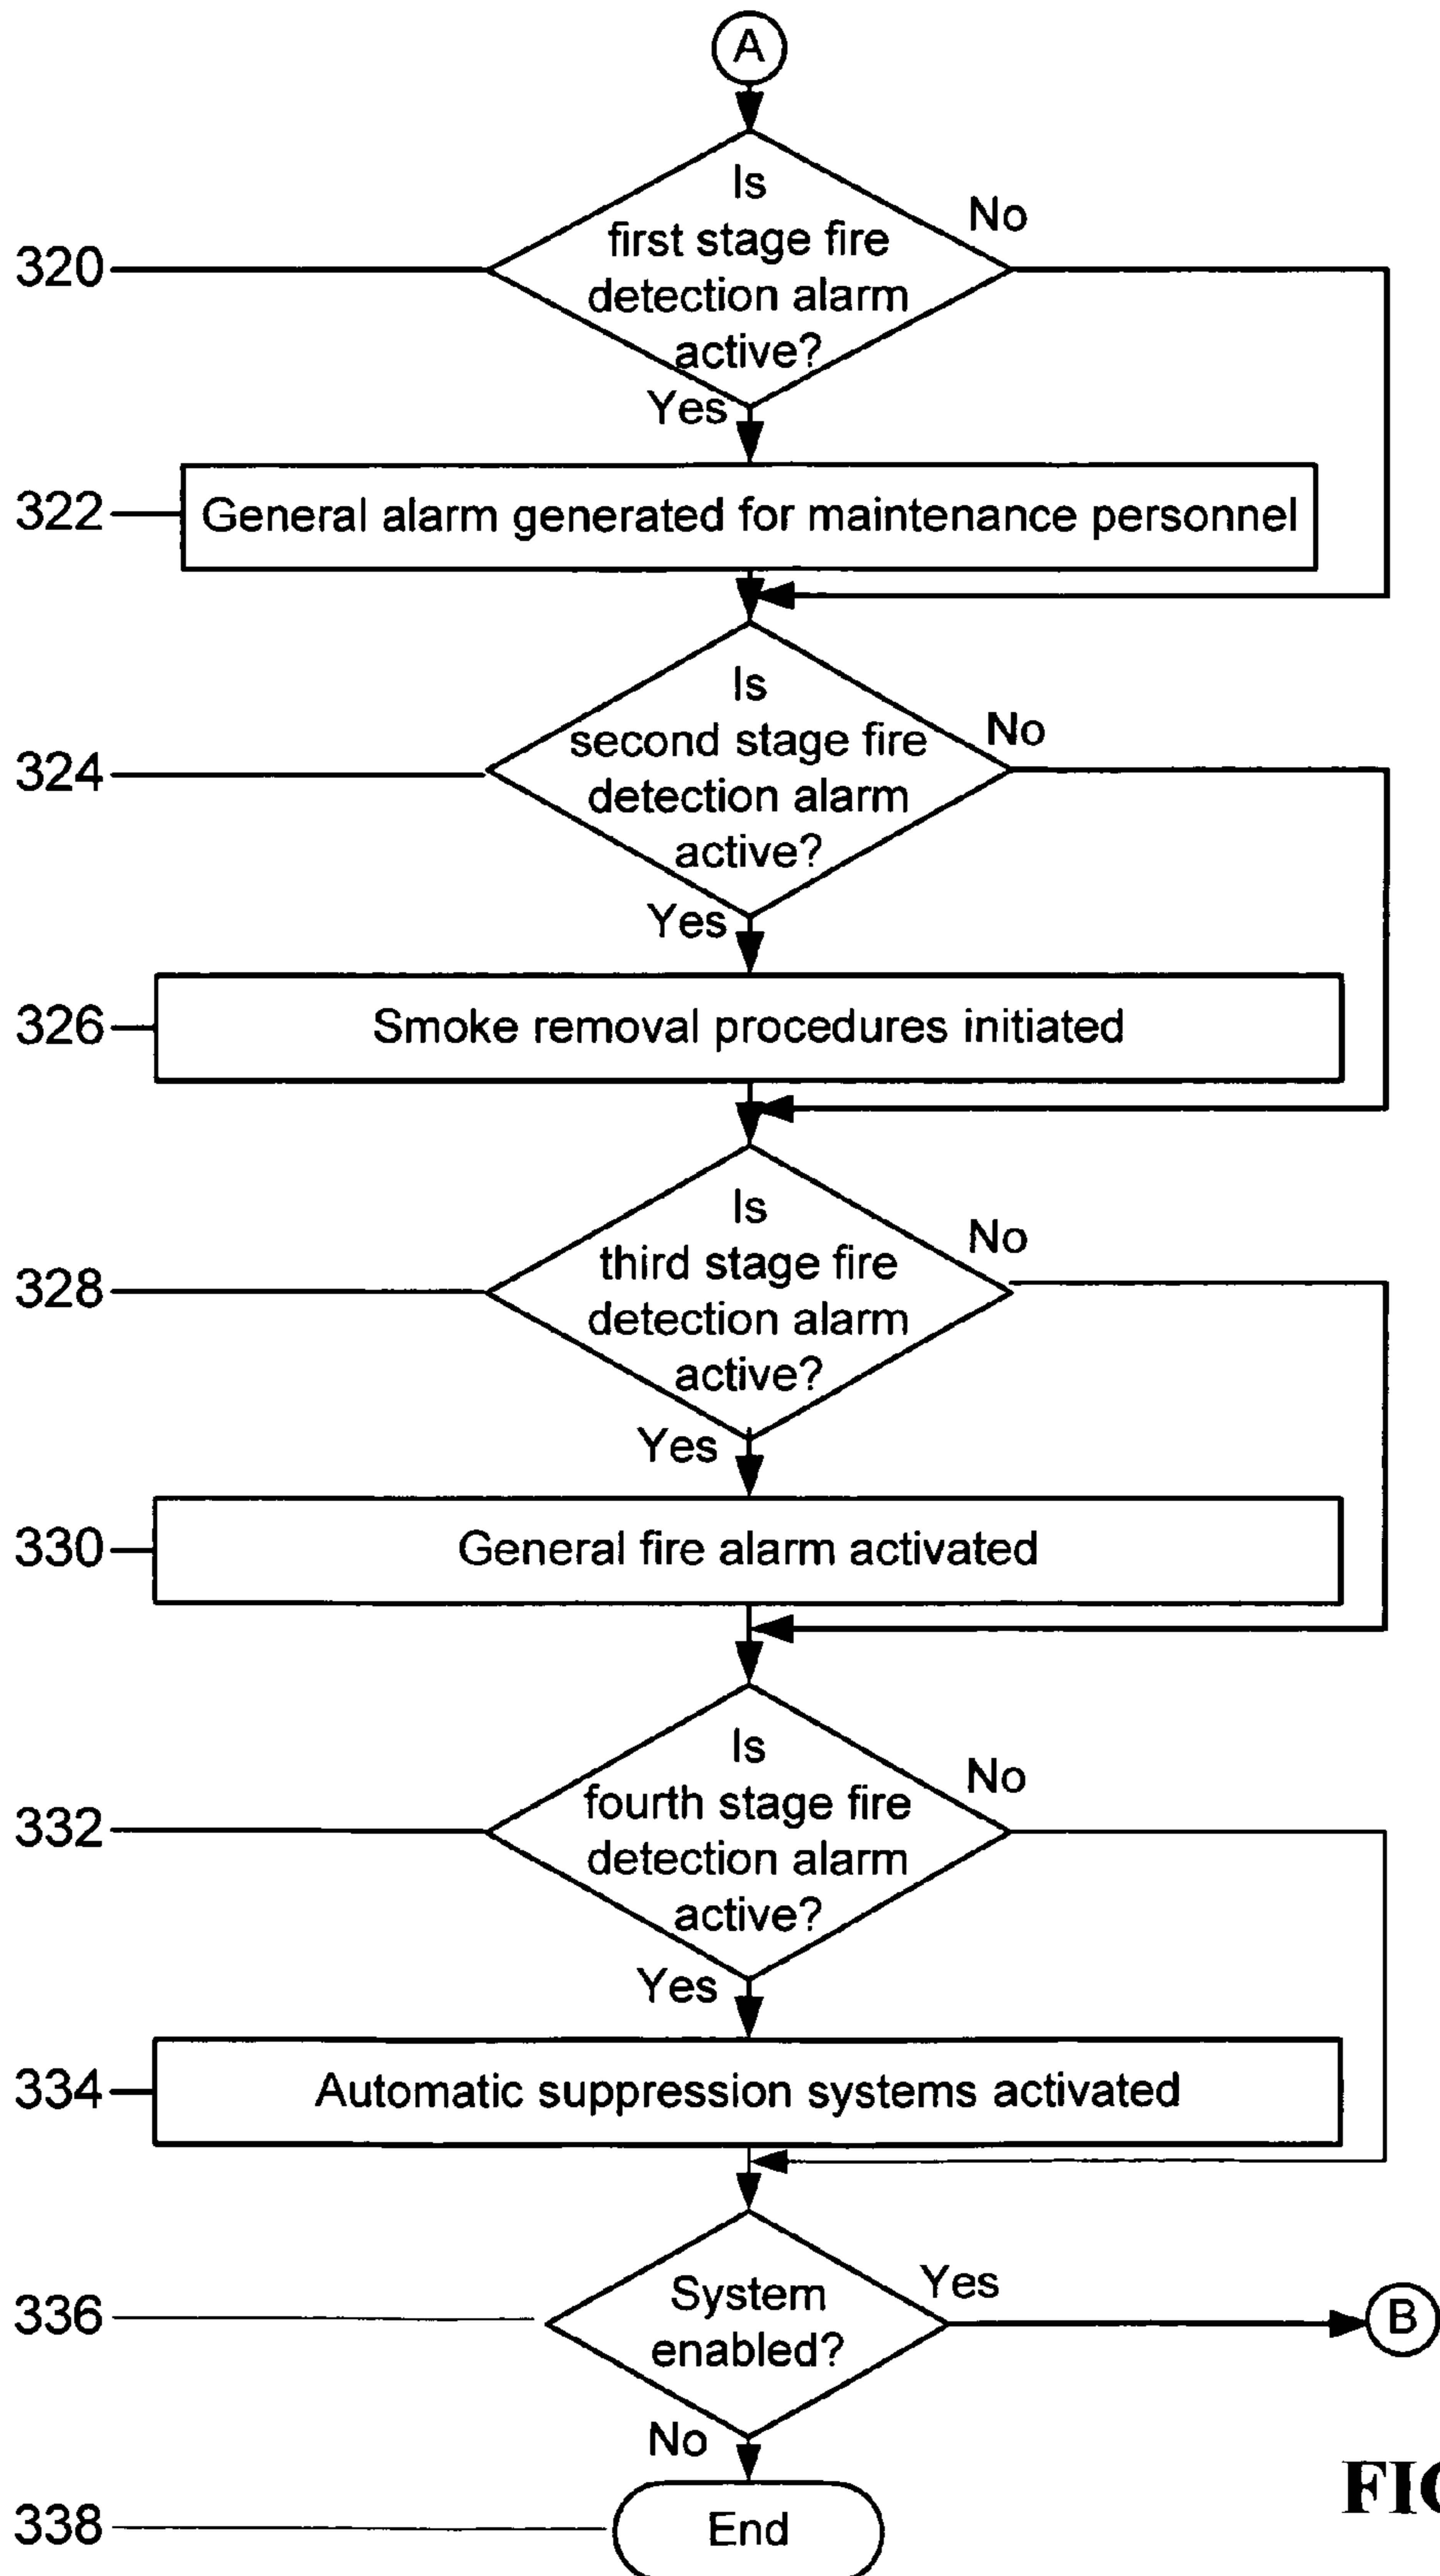 A
Is
first stage fire
detection alarm
active?
No
320
Yes
322
General alarm generated for maintenance personnel
Is
second stage fire
detection alarm
active?
No
324
Yes
326
Smoke removal procedures initiated
Is
third stage fire
detection alarm
active?
No
328
Yes
330
General fire alarm activated
Is
fourth stage fire
detection alarm
active?
No
332
Yes
334
Automatic suppression systems activated
System
enabled?
Yes
B
336
No
338
End